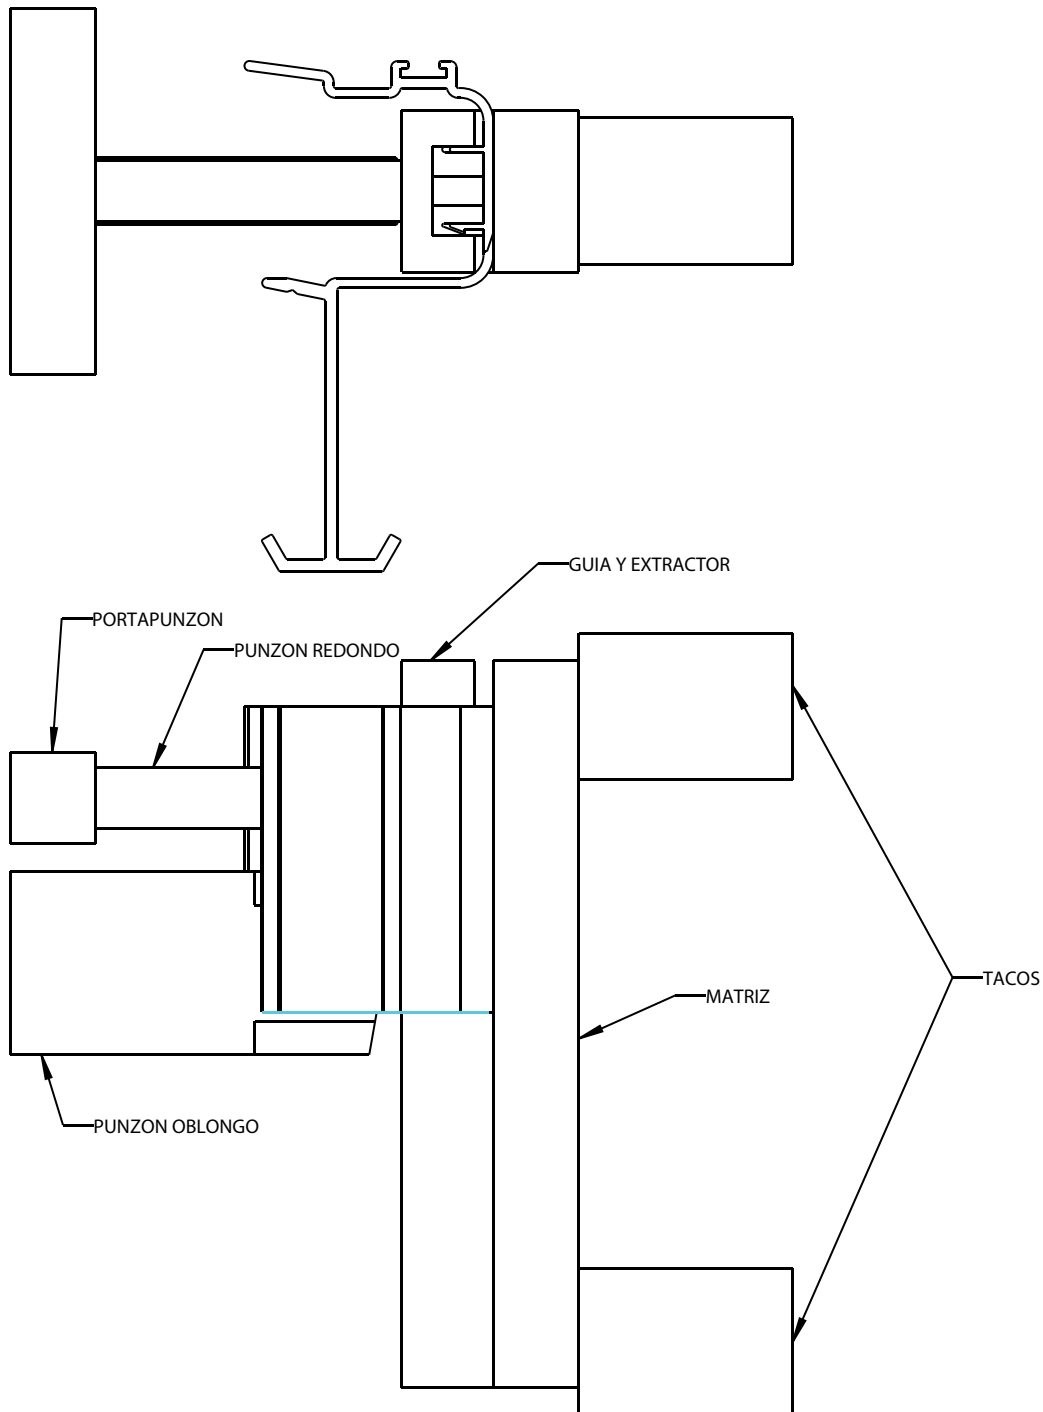 GUIA Y EXTRACTOR
PORTAPUNZON
PUNZON REDONDO
TACOS
MATRIZ
PUNZON OBLONGO